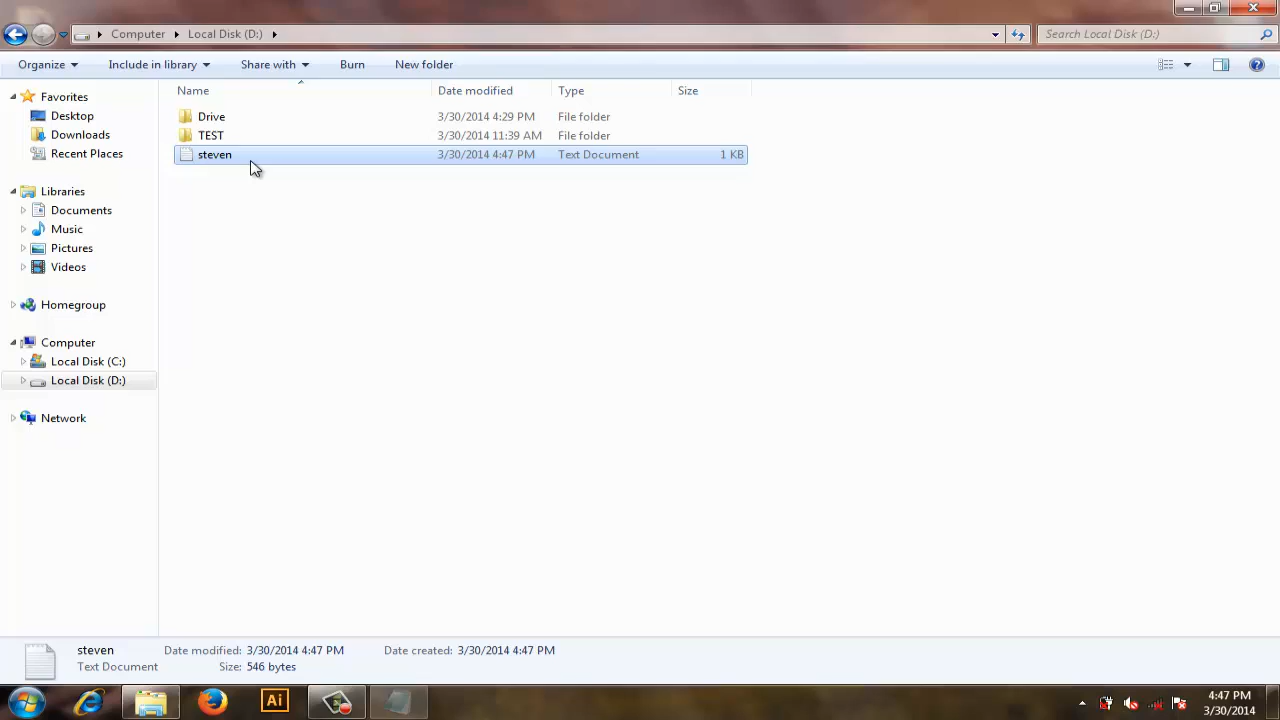 Computer Local Disk (D:) Search Local Disk (D:)
Organize Include in library Share with Burn New folder
Name Date modified Type Size
Favorites
Desktop
Downloads
Recent Places
Libraries
Documents
Music
Pictures
Videos
Homegroup
Computer
Local Disk (C:)
Local Disk (D:)
Network
Drive 3/30/2014 4:29 PM File folder
TEST 3/30/2014 11:39 AM File folder
steven 3/30/2014 4:47 PM Text Document 1 KB
steven Date modified: 3/30/2014 4:47 PM Date created: 3/30/2014 4:47 PM
Text Document Size: 546 bytes
Ai
4:47 PM
3/30/2014